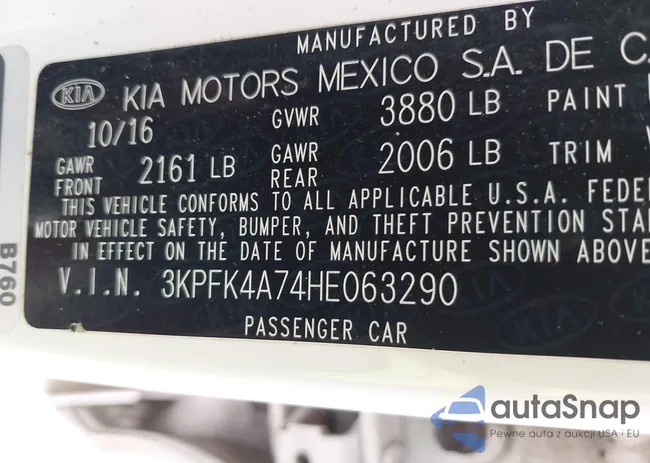 MANUFACTURED BY
KIA KIA MOTORS MEXICO S.A. DE C.
10/16 GVWR 3880 LB PAINT
GAWR FRONT 2161 LB GAWR REAR 2006 LB TRIM
THIS VEHICLE CONFORMS TO ALL APPLICABLE U.S.A. FEDE
MOTOR VEHICLE SAFETY, BUMPER, AND THEFT PREVENTION STA
IN EFFECT ON THE DATE OF MANUFACTURE SHOWN ABOVE
V.I.N. 3KPFK4A74HE063290
PASSENGER CAR
B760
autoSnap
Pewne auta z aukcji USA i EU